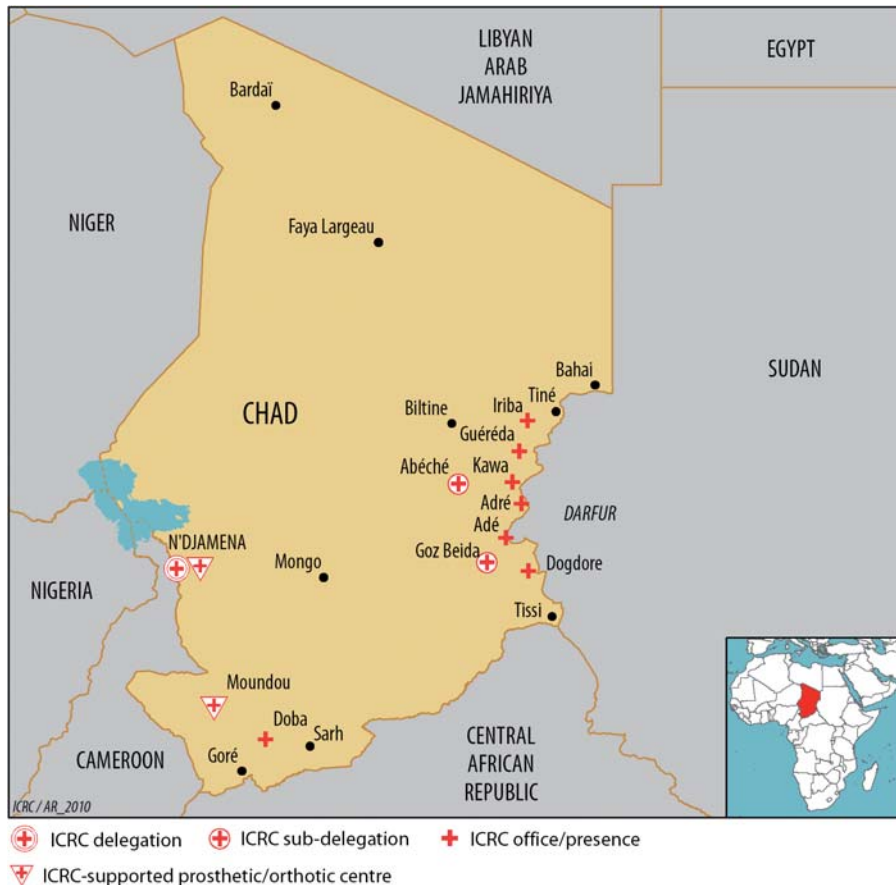 LIBYAN
ARAB
JAMAHIRIYA
EGYPT
Bardaï
NIGER
Faya Largeau
SUDAN
Bahai
Tiné
Iriba
Biltine
CHAD
Guéréda
Abéché
Kawa
Adré
DARFUR
Adé
N'DJAMENA
Goz Beida
Mongo
Dogdore
NIGERIA
Tissi
Moundou
Doba
Sarh
Goré
CAMEROON
CENTRAL
AFRICAN
REPUBLIC
ICRC / AR_2010
ICRC delegation
ICRC sub-delegation
ICRC office/presence
ICRC-supported prosthetic/orthotic centre